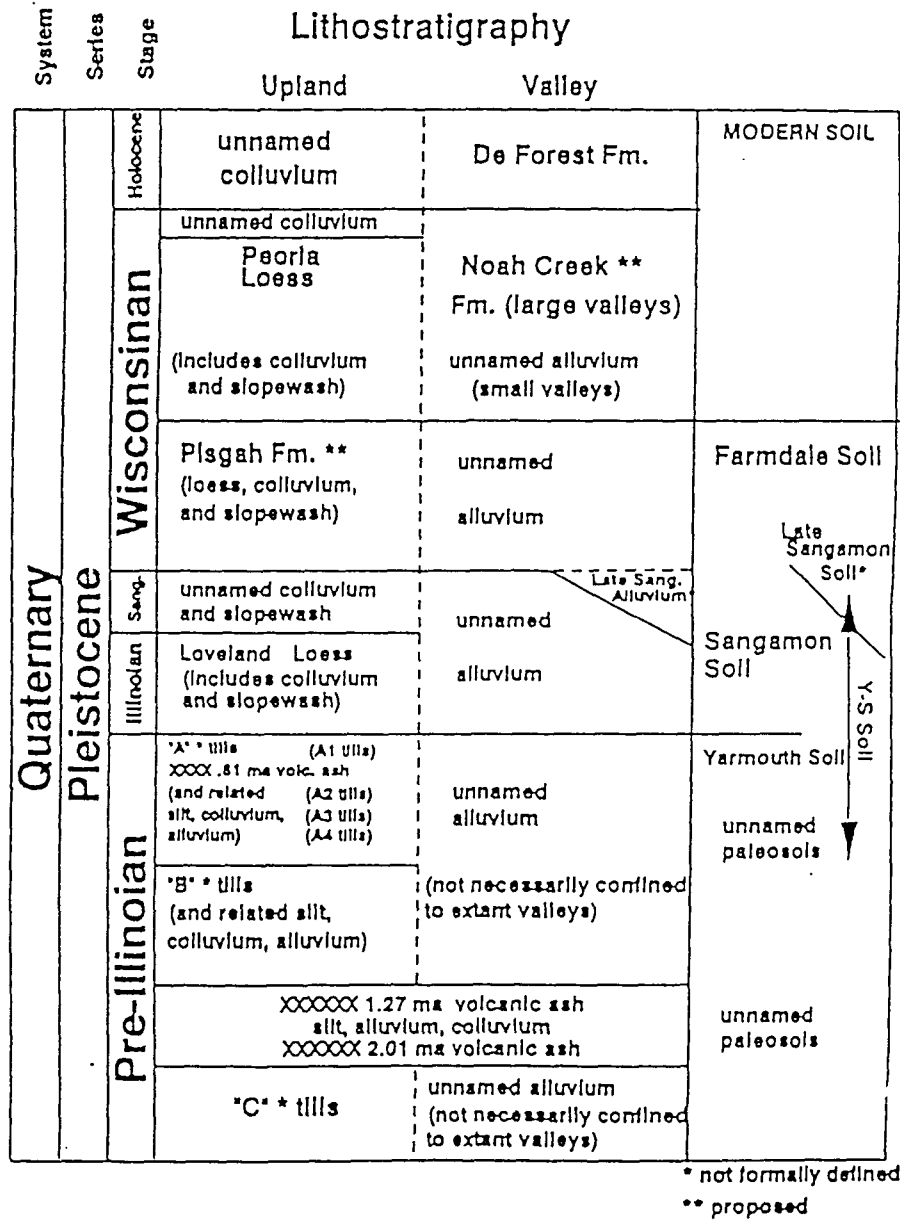 System
Series
Stage
Lithostratigraphy
Upland
Valley
Quaternary
Pleistocene
Holocene
unnamed
colluvium
De Forest Fm.
MODERN SOIL
Wisconsinan
unnamed colluvium
Peoria
Loess
(includes colluvium
and slopewash)
Noah Creek **
Fm. (large valleys)
unnamed alluvium
(small valleys)
Pisgah Fm. **
(loess, colluvium,
and slopewash)
unnamed
alluvium
Farmdale Soil
Late
Sangamon
Soil*
Sang.
unnamed colluvium
and slopewash
Late Sang.
Alluvium*
unnamed
alluvium
Sangamon
Soil
Illinoian
Loveland Loess
(includes colluvium
and slopewash)
Y-S Soil
Pre-Illinoian
"A" * tills (A1 tills)
XXXX .61 ma volc. ash
(and related (A2 tills)
silt, colluvium, (A3 tills)
alluvium) (A4 tills)
unnamed
alluvium
Yarmouth Soil
unnamed
paleosols
"B" * tills
(and related silt,
colluvium, alluvium)
(not necessarily confined
to extant valleys)
XXXXXX 1.27 ma volcanic ash
silt, alluvium, colluvium
XXXXXX 2.01 ma volcanic ash
unnamed
paleosols
"C" * tills
unnamed alluvium
(not necessarily confined
to extant valleys)
* not formally defined
** proposed